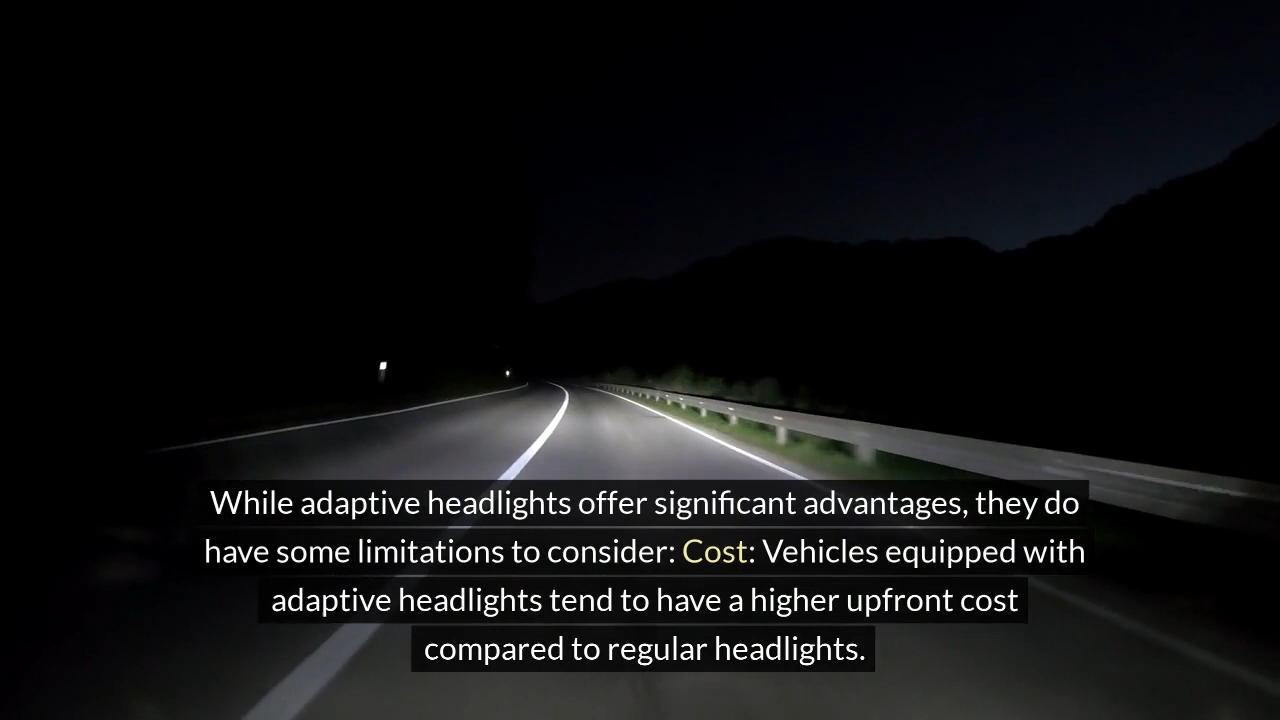 While adaptive headlights offer significant advantages, they do
have some limitations to consider: Cost: Vehicles equipped with
adaptive headlights tend to have a higher upfront cost
compared to regular headlights.